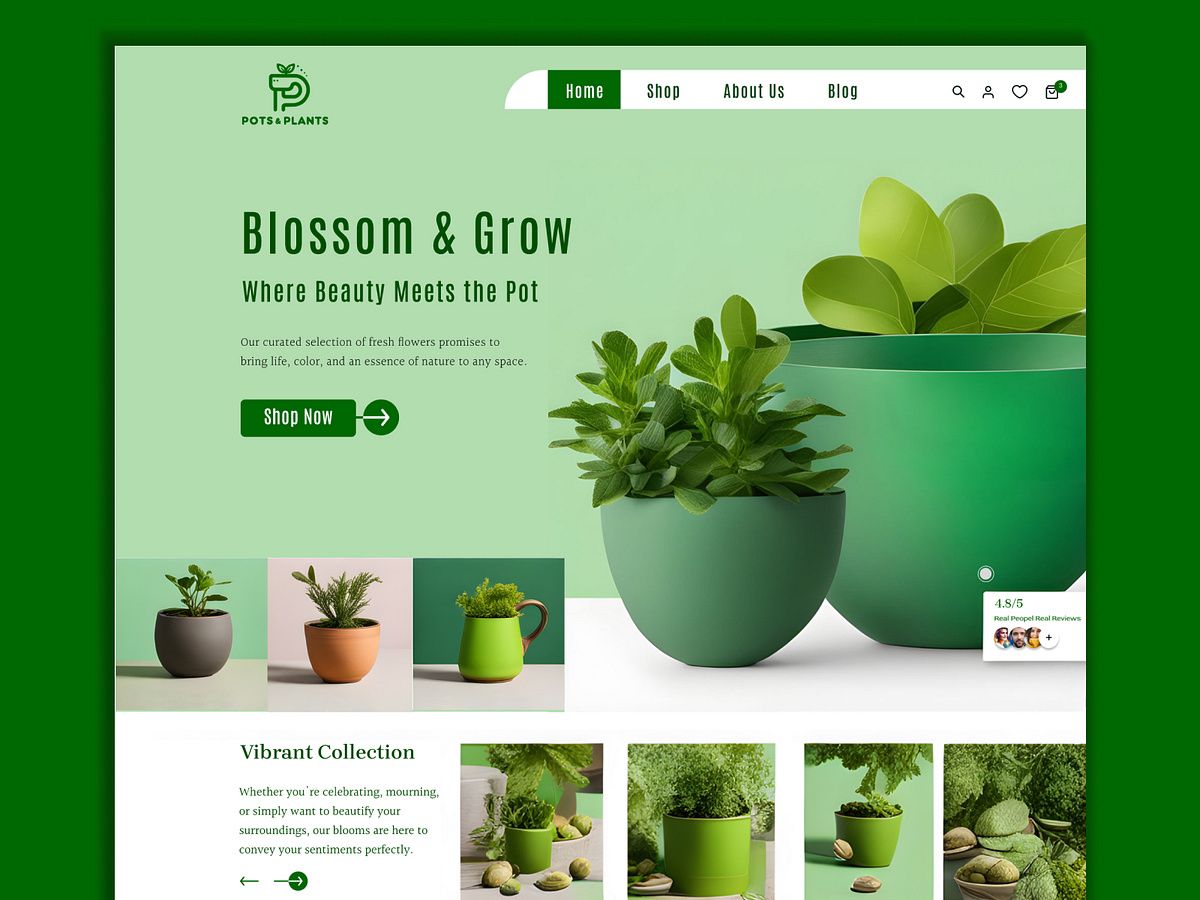 POTS & PLANTS
Home Shop About Us Blog
3
Blossom & Grow
Where Beauty Meets the Pot
Our curated selection of fresh flowers promises to
bring life, color, and an essence of nature to any space.
Shop Now
4.8/5
Real Peopel Real Reviews
+
Vibrant Collection
Whether you're celebrating, mourning,
or simply want to beautify your
surroundings, our blooms are here to
convey your sentiments perfectly.